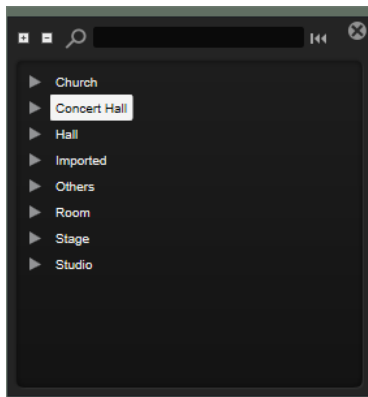 Church
Concert Hall
Hall
Imported
Others
Room
Stage
Studio